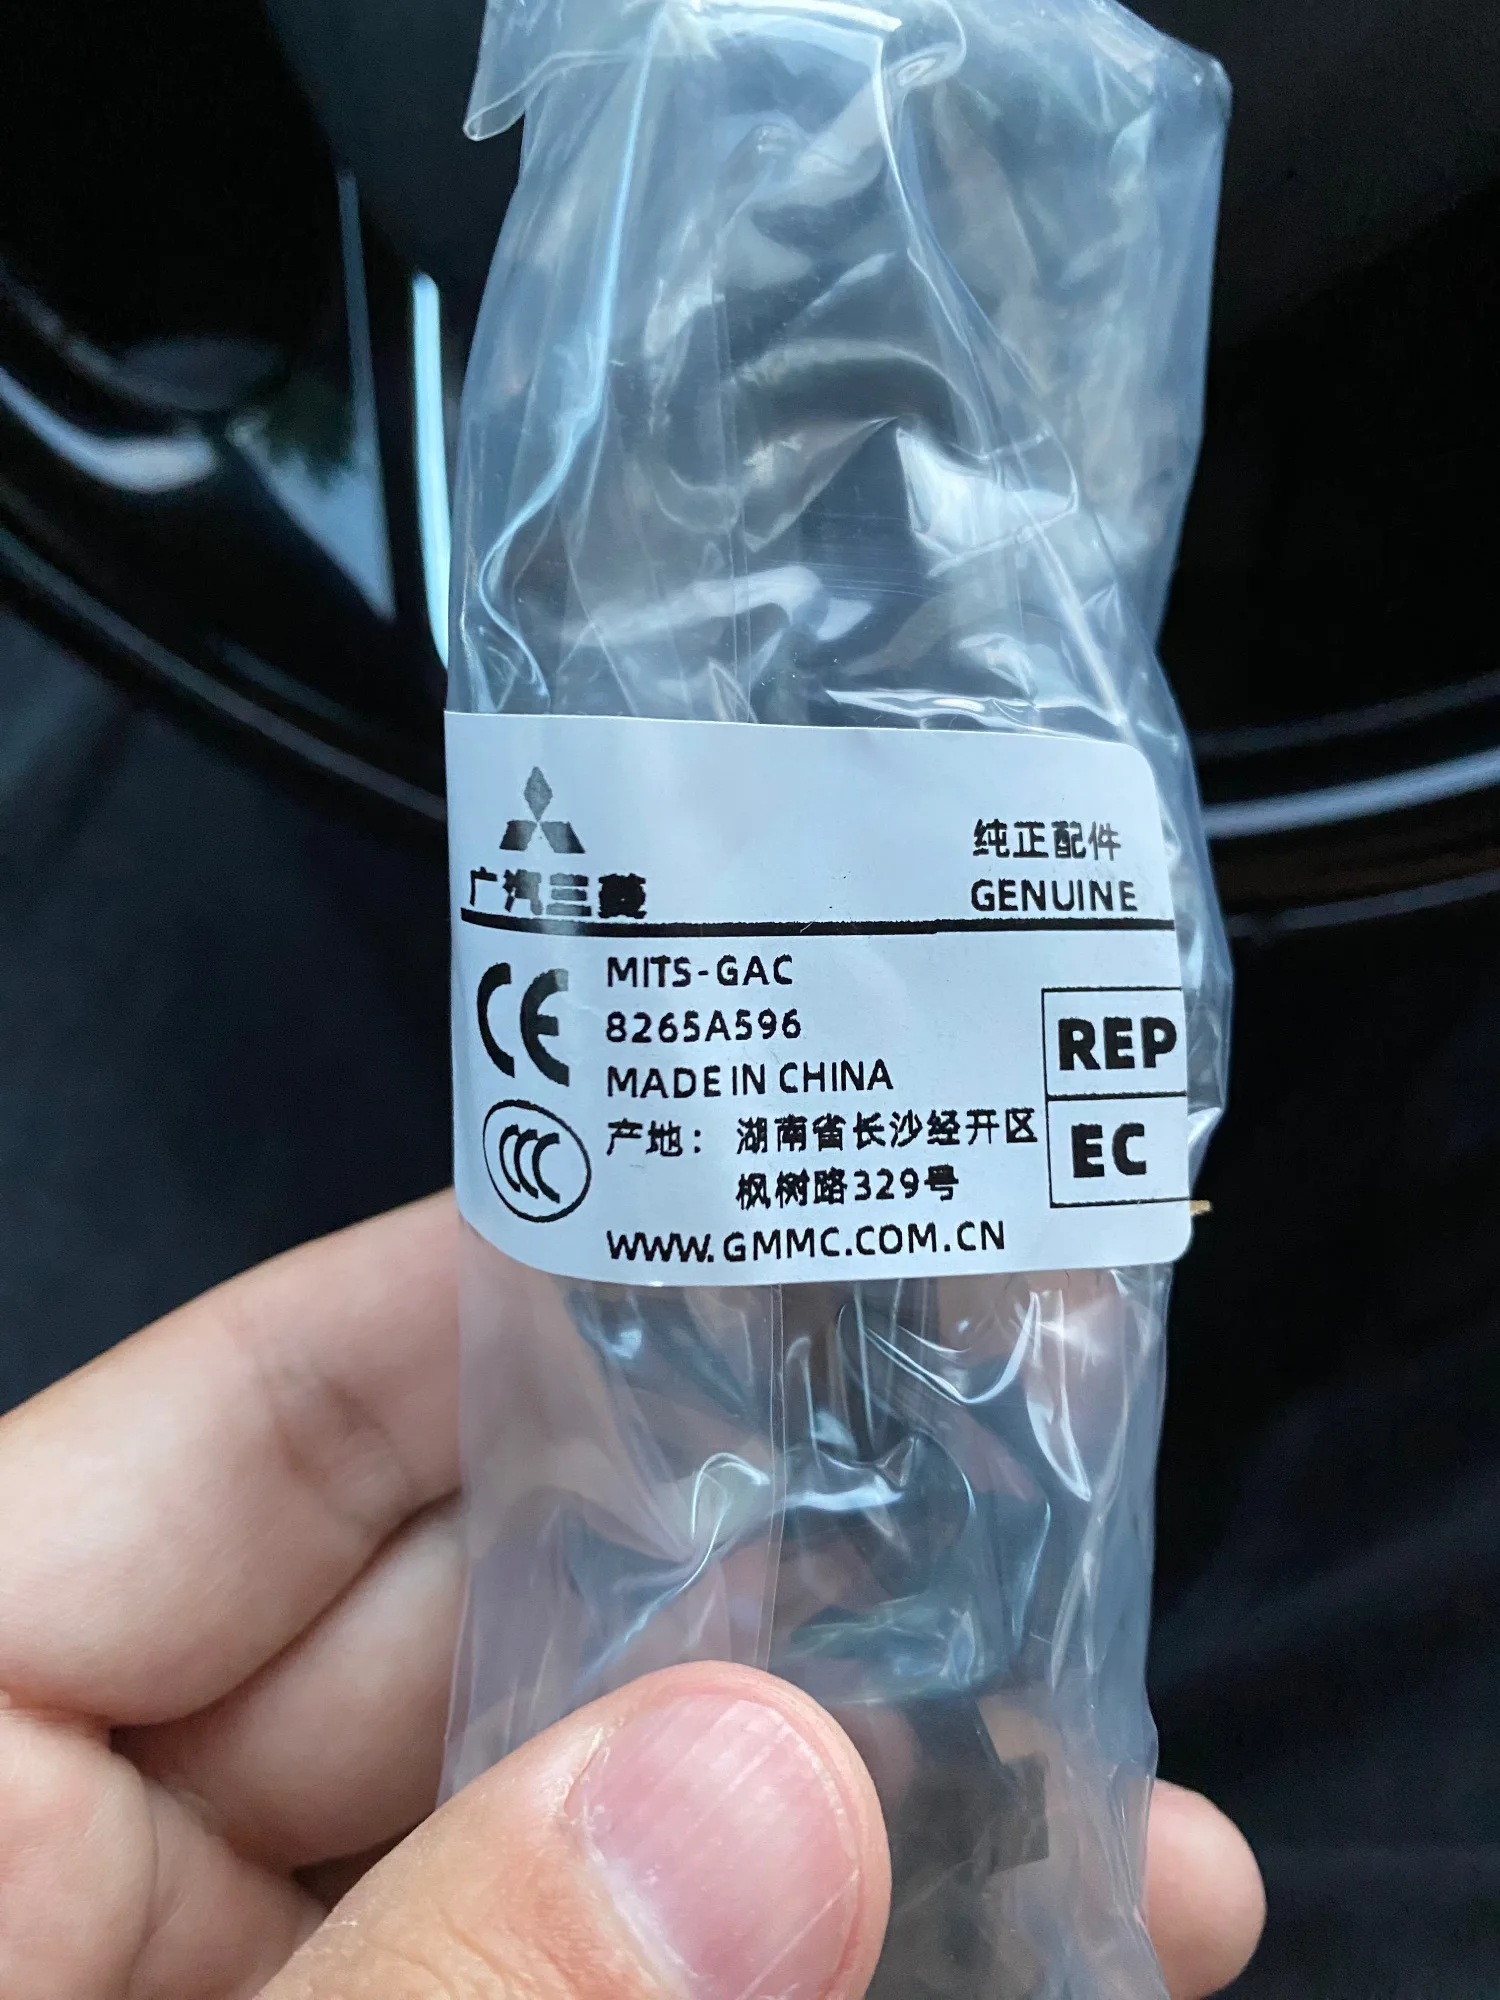 广汽三菱
纯正配件
GENUINE
CE
MITS-GAC
8265A596
MADE IN CHINA
CCC
产地： 湖南省长沙经开区
枫树路329号
WWW.GMMC.COM.CN
REP
EC